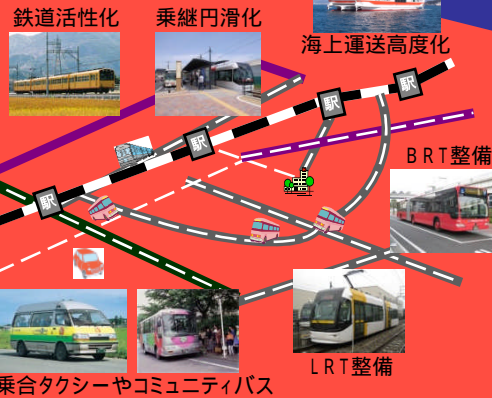 鉄道活性化
乗継円滑化
海上運送高度化
駅
駅
駅
駅
BRT整備
LRT整備
乗合タクシーやコミュニティバス